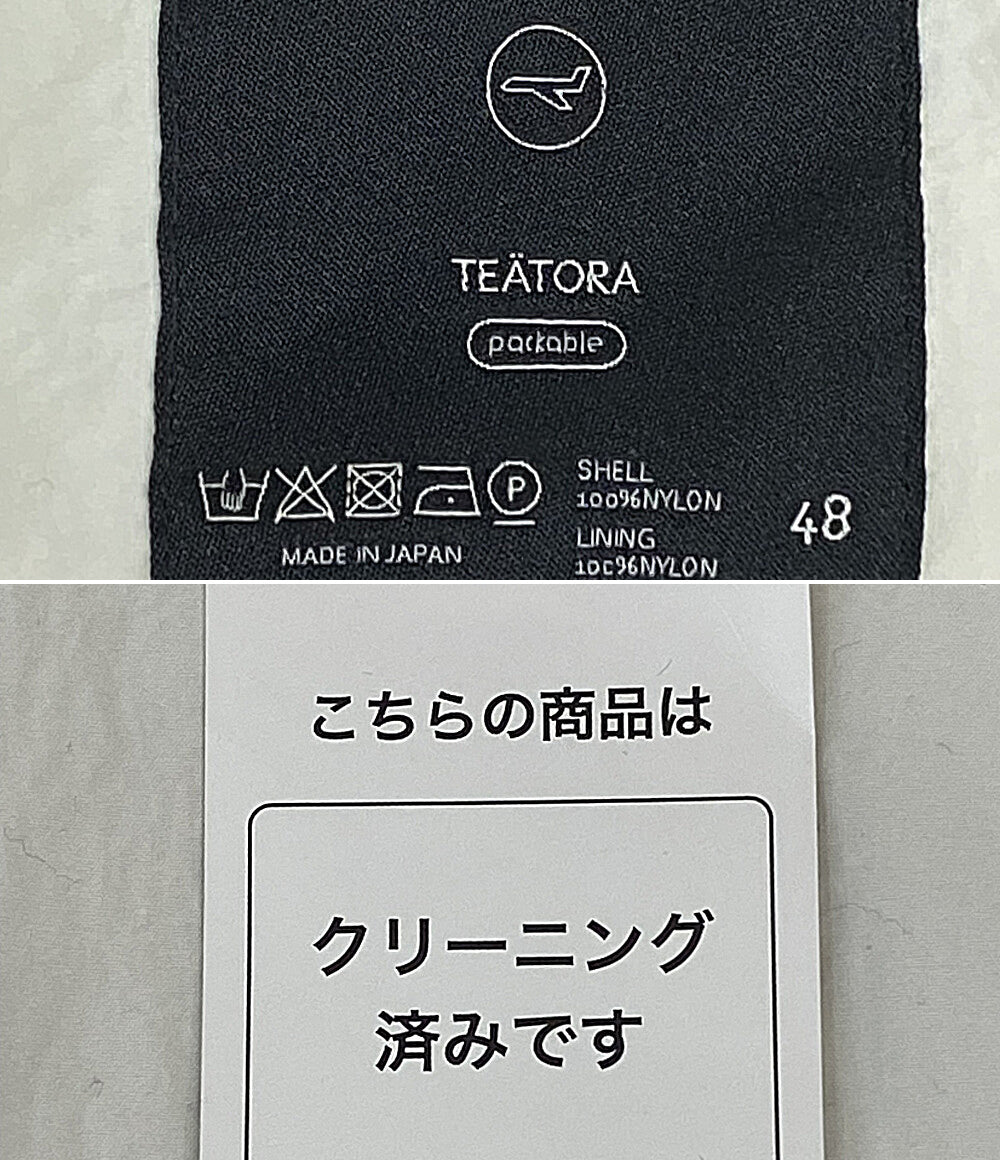 TEÄTORA
packable
P
SHELL
100%NYLON
LINING
100%NYLON
48
MADE IN JAPAN
こちらの商品は
クリーニング
済みです